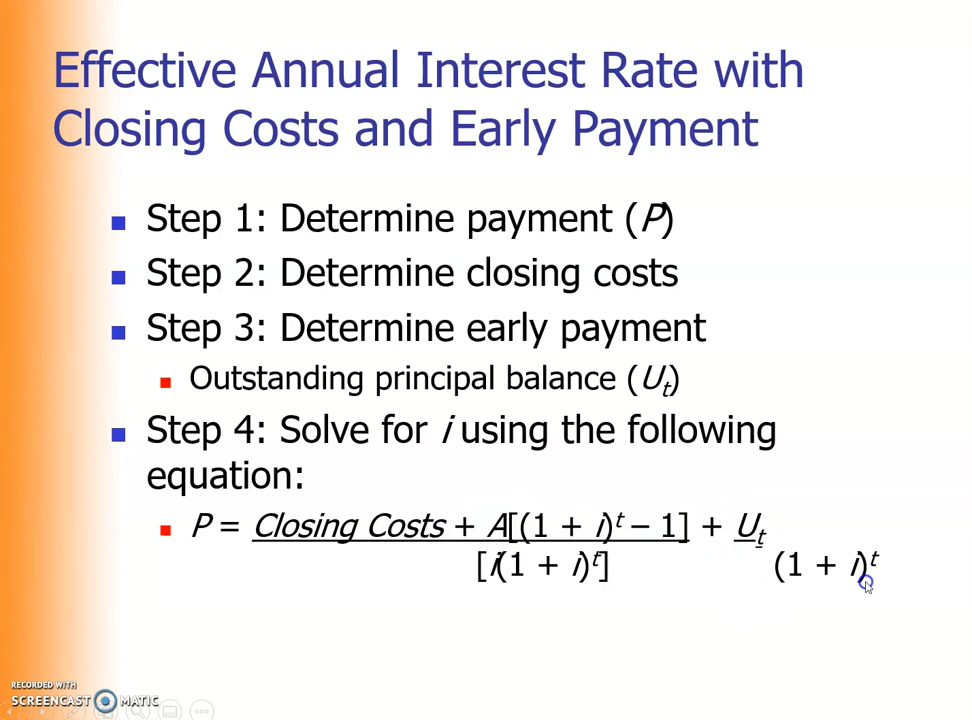 Effective Annual Interest Rate with
Closing Costs and Early Payment
Step 1: Determine payment (P)
Step 2: Determine closing costs
Step 3: Determine early payment
Outstanding principal balance (Uₜ)
Step 4: Solve for i using the following
equation:
P = Closing Costs + A[(1 + i)ᵗ – 1] + Uₜ
[i(1 + i)ᵗ] (1 + i)ᵗ
RECORDED WITH
SCREENCAST MATIC